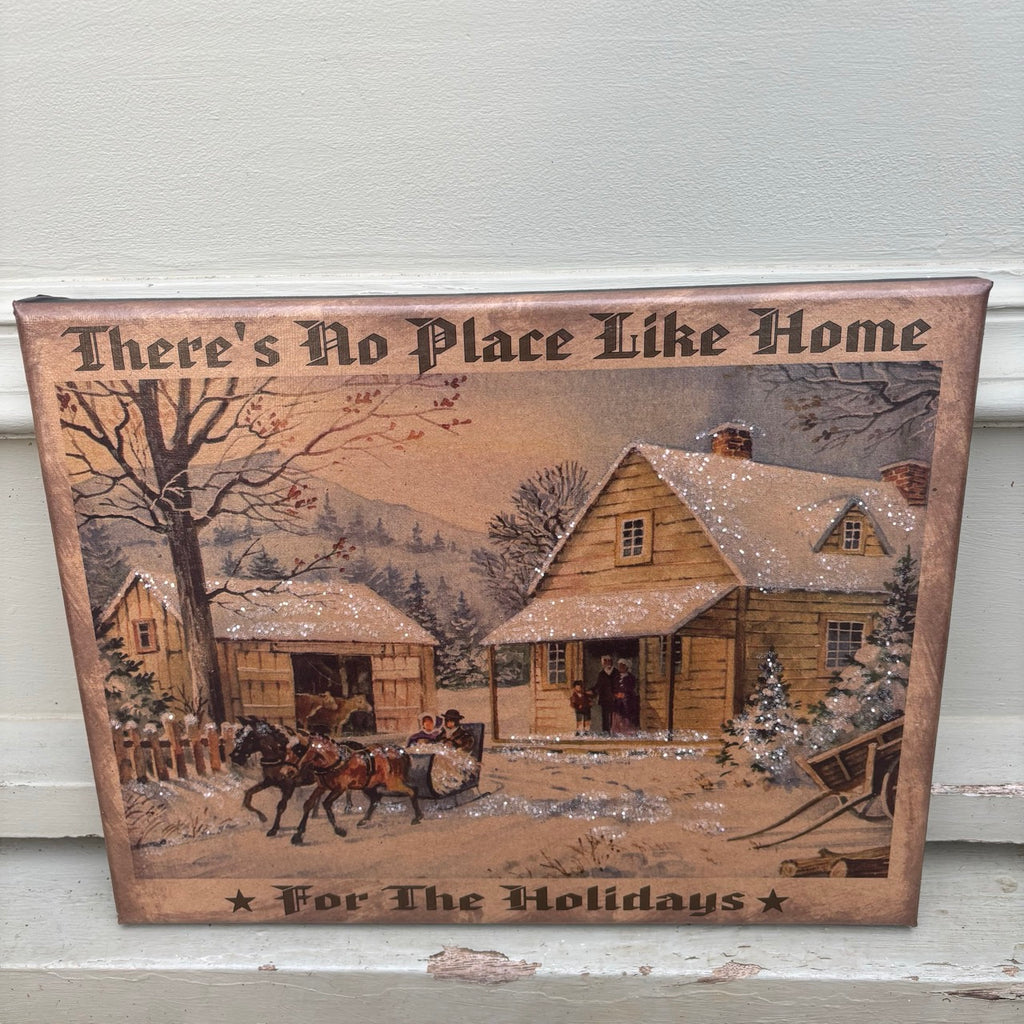 There's No Place Like Home
★ For The Holidays ★